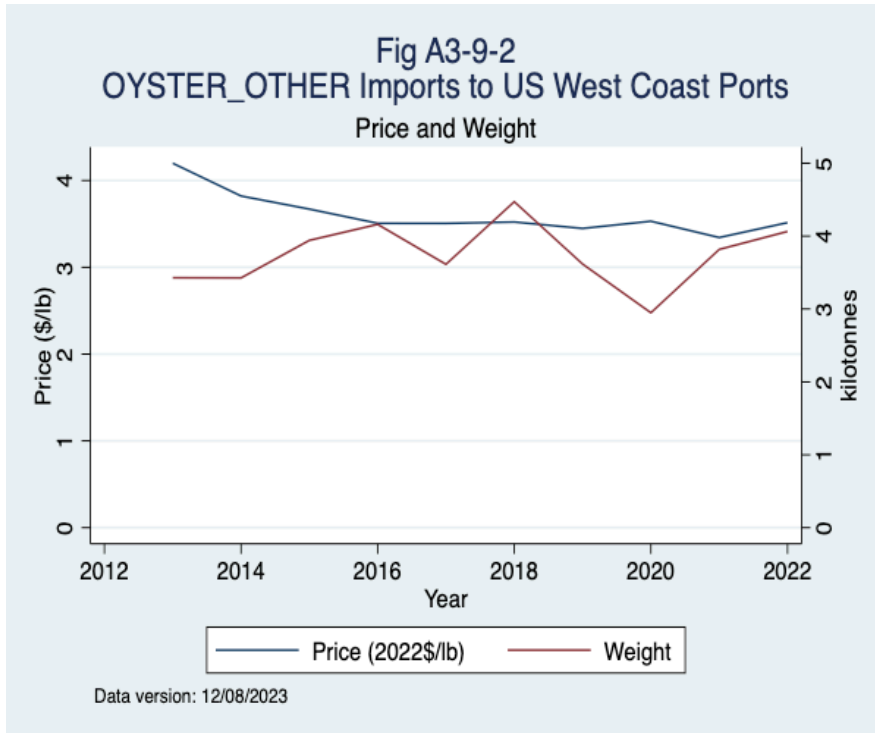 Fig A3-9-2
OYSTER_OTHER Imports to US West Coast Ports
Price and Weight
4
3
2
1
0
Price ($/lb)
5
4
3
2
1
0
kilotonnes
2012 2014 2016 2018 2020 2022
Year
Price (2022$/lb) Weight
Data version: 12/08/2023